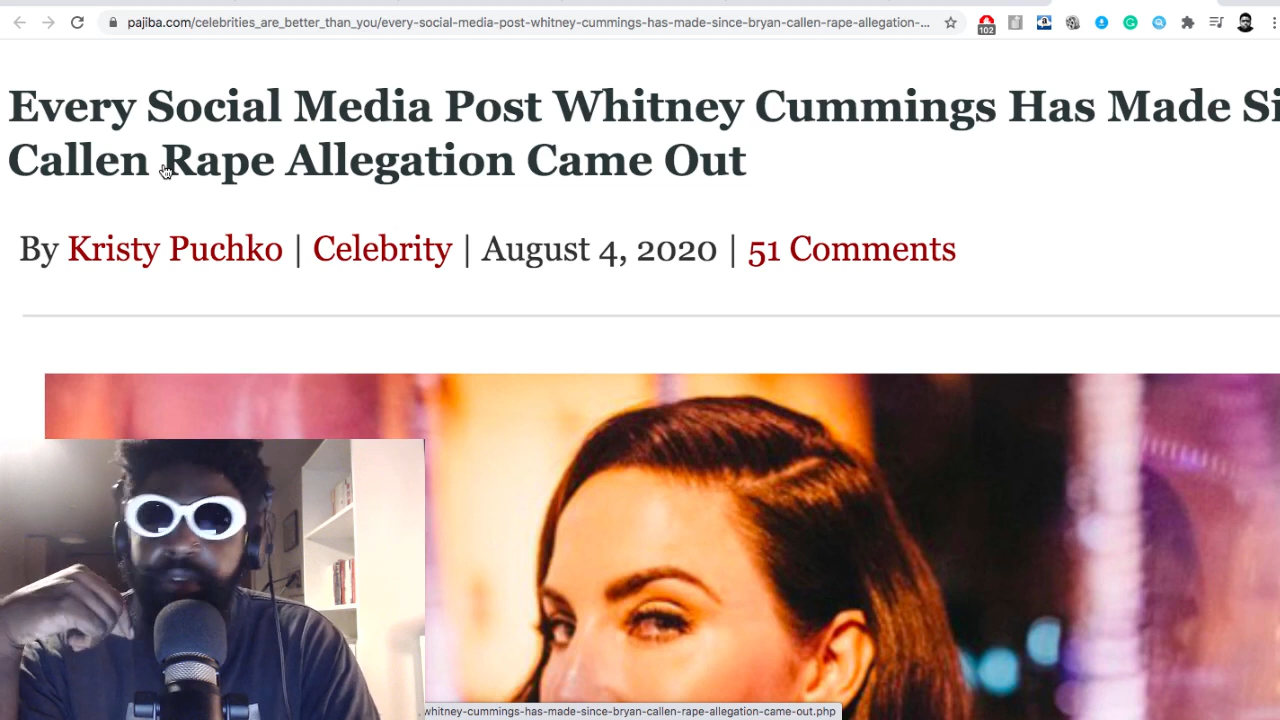 pajiba.com/celebrities_are_better_than_you/every-social-media-post-whitney-cummings-has-made-since-bryan-callen-rape-allegation-...
102
Every Social Media Post Whitney Cummings Has Made Si
Callen Rape Allegation Came Out
By Kristy Puchko | Celebrity | August 4, 2020 | 51 Comments
whitney-cummings-has-made-since-bryan-callen-rape-allegation-came-out.php